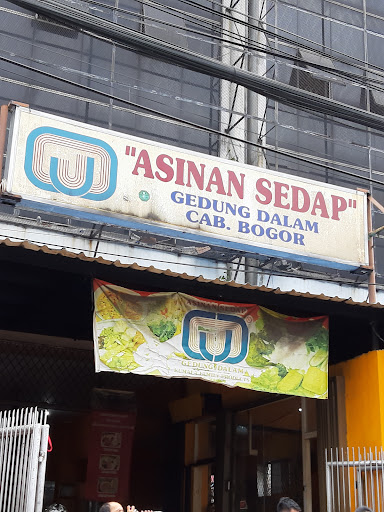 "ASINAN SEDAP"
GEDUNG DALAM
CAB. BOGOR
GEDUNG DALAM